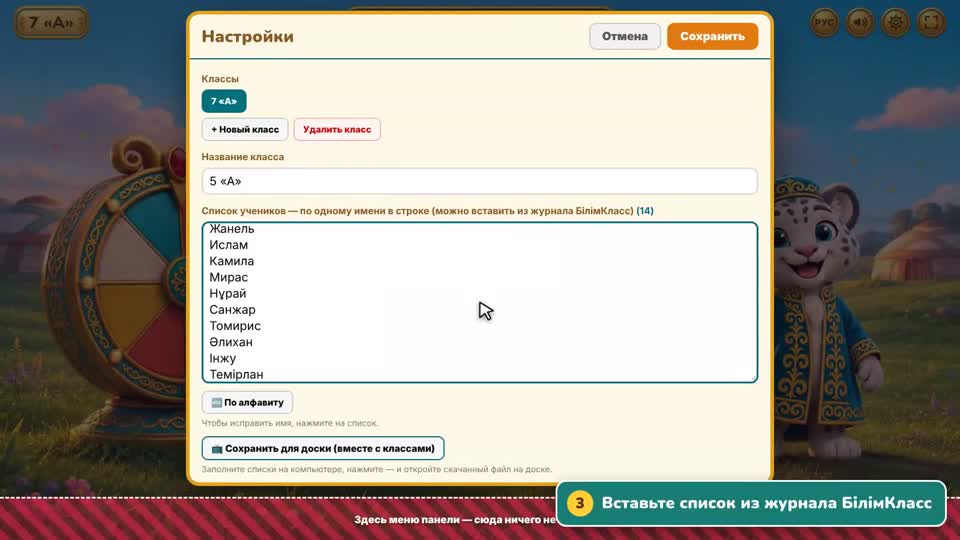 7 «А»
РУС
Настройки
Отмена
Сохранить
Классы
7 «А»
+ Новый класс
Удалить класс
Название класса
5 «А»
Список учеников — по одному имени в строке (можно вставить из журнала БілімКласс) (14)
Жанель
Ислам
Камила
Мирас
Нұрай
Санжар
Томирис
Әлихан
Інжу
Темірлан
По алфавиту
Чтобы исправить имя, нажмите на список.
Сохранить для доски (вместе с классами)
Заполните списки на компьютере, нажмите — и откройте скачанный файл на доске.
3 Вставьте список из журнала БілімКласс
Здесь меню панели — сюда ничего не